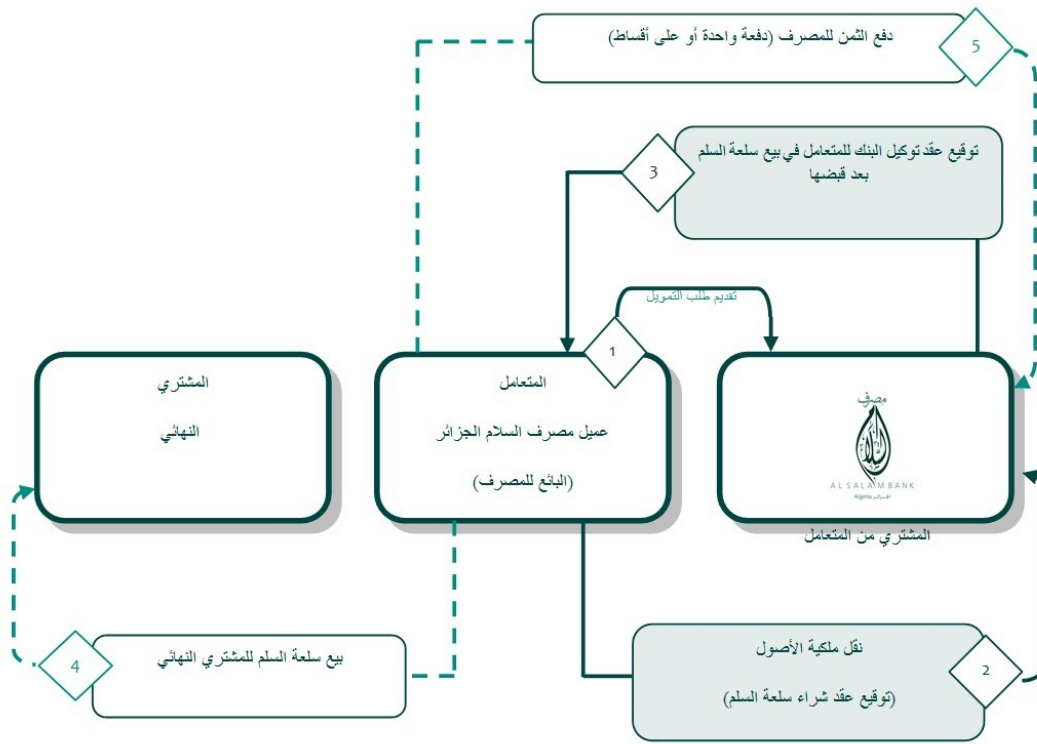 دفع الثمن للمصرف (دفعة واحدة أو على أقساط)
5
توقيع عقد توكيل البنك للمتعامل في بيع سلعة السلم
بعد قبضها
3
تقديم طلب التمويل
1
مصرف
السلام
AL SALAM BANK
Algeria الجزائر
المشتري من المتعامل
المتعامل
عميل مصرف السلام الجزائر
(البائع للمصرف)
المشتري
النهائي
نقل ملكية الأصول
(توقيع عقد شراء سلعة السلم)
2
بيع سلعة السلم للمشتري النهائي
4